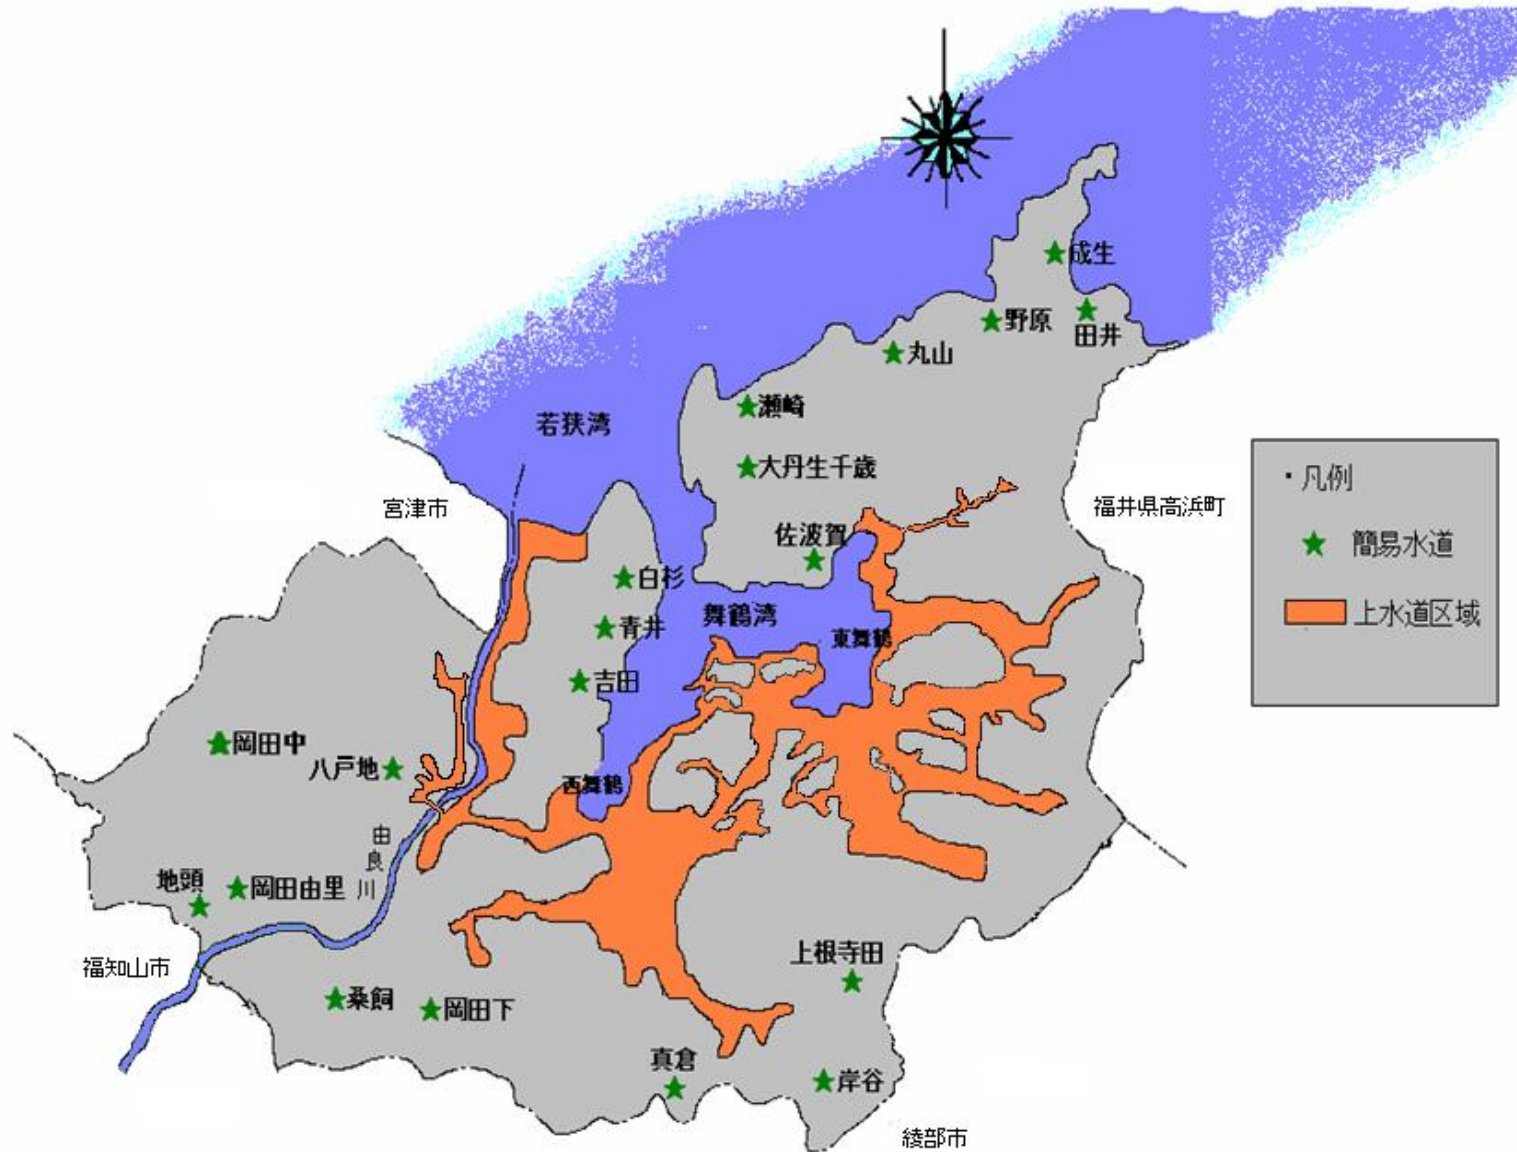 成生
野原
田井
丸山
瀬崎
若狭湾
大丹生千歳
・凡例
宮津市
福井県高浜町
佐波賀
簡易水道
白杉
舞鶴湾
上水道区域
青井
東舞鶴
吉田
岡田中
八戸地
西舞鶴
由良川
地頭
岡田由里
福知山市
上根寺田
桑飼
岡田下
真倉
岸谷
綾部市